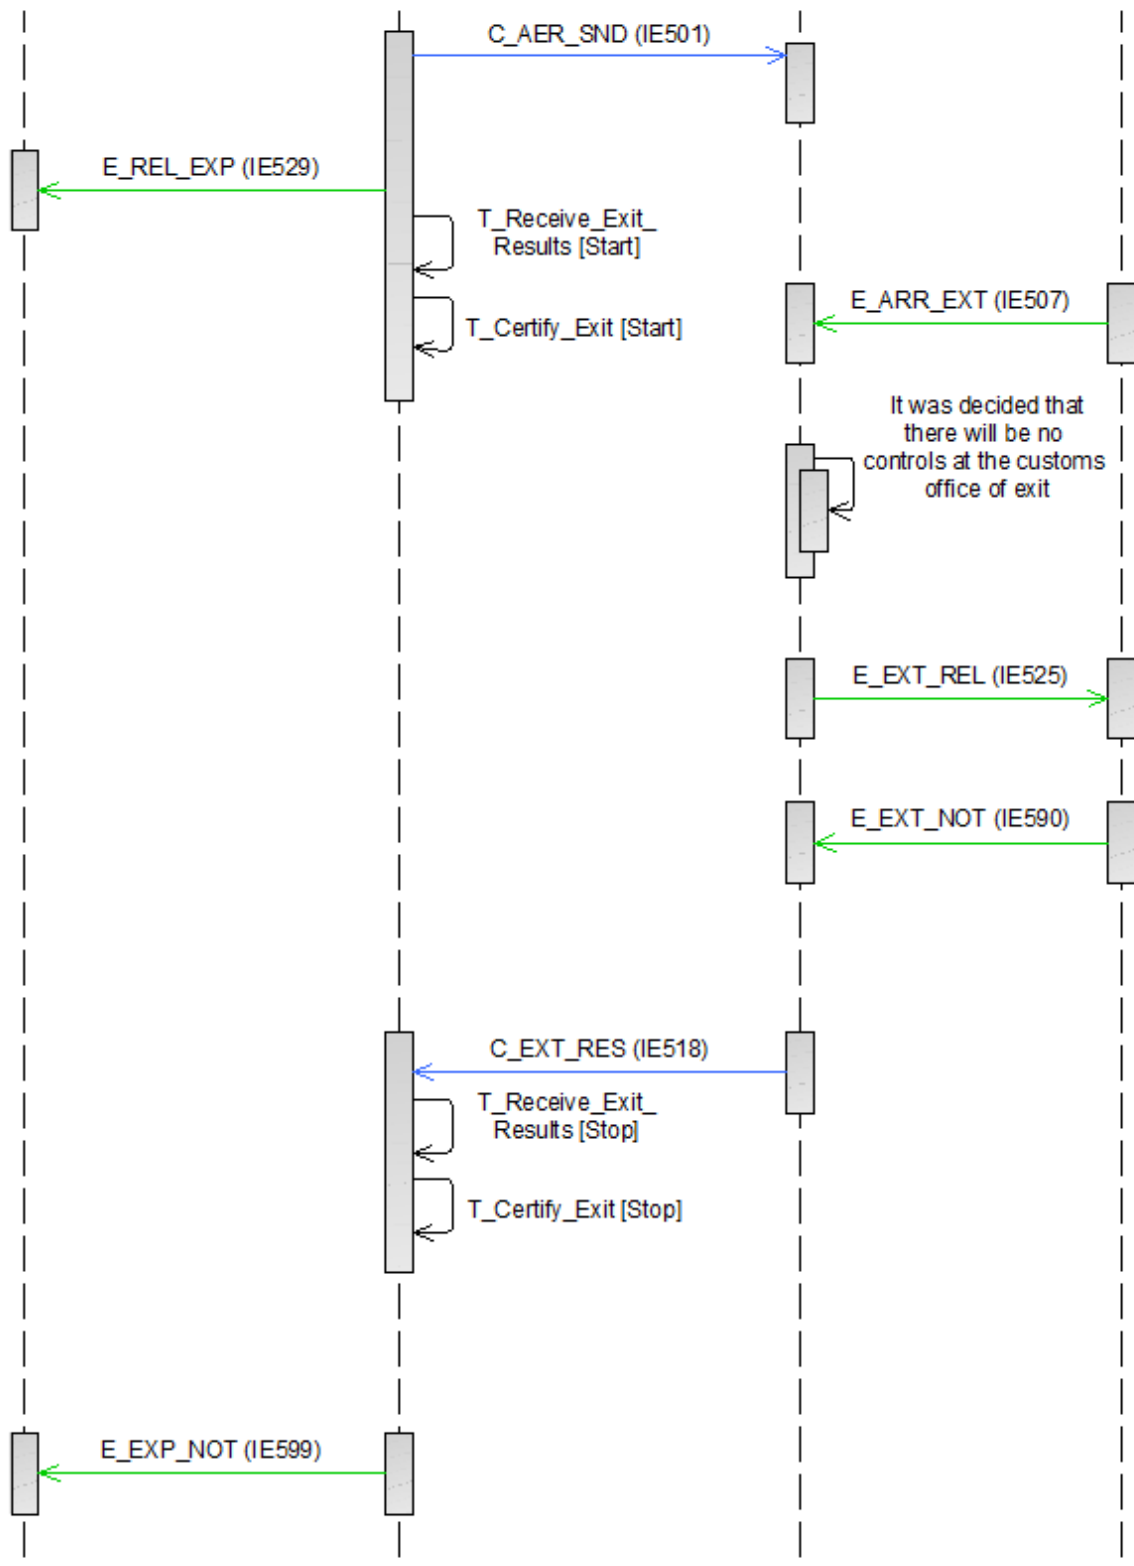 C_AER_SND (IE501)
E_REL_EXP (IE529)
T_Receive_Exit_
Results [Start]
E_ARR_EXT (IE507)
T_Certify_Exit [Start]
It was decided that
there will be no
controls at the customs
office of exit
E_EXT_REL (IE525)
E_EXT_NOT (IE590)
C_EXT_RES (IE518)
T_Receive_Exit_
Results [Stop]
T_Certify_Exit [Stop]
E_EXP_NOT (IE599)